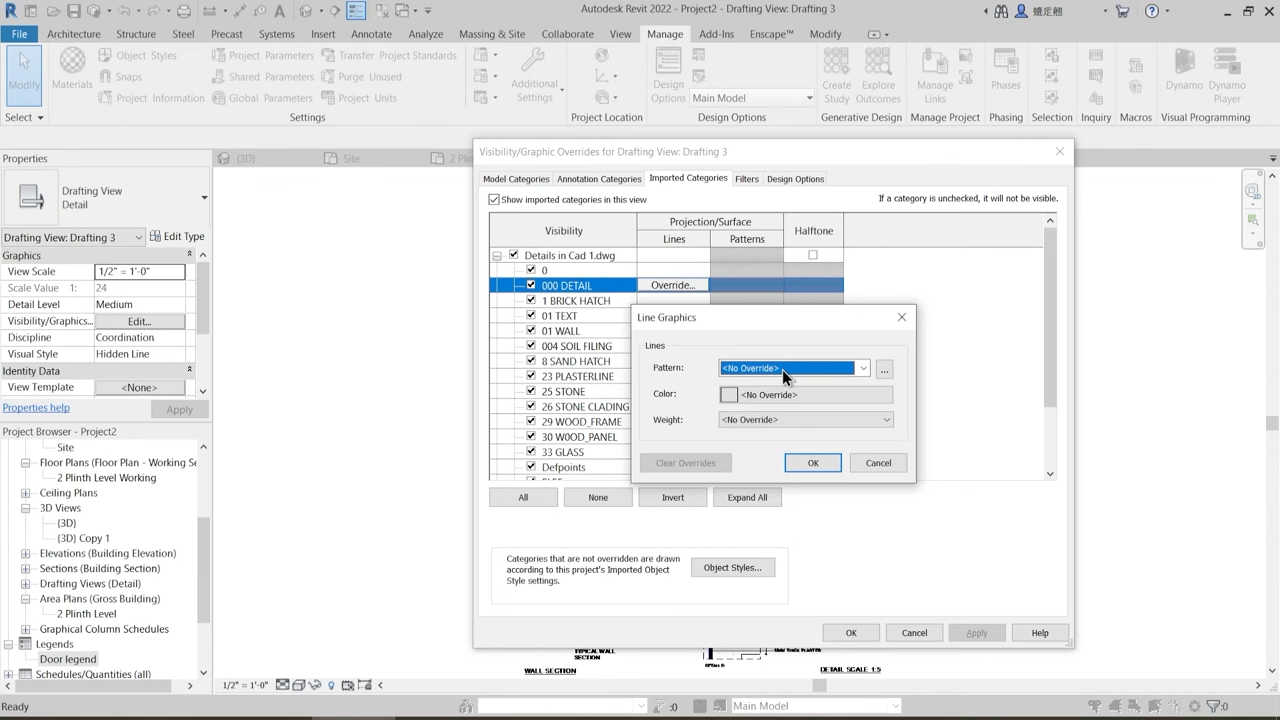 Autodesk Revit 2022 - Project2 - Drafting View: Drafting 3
File Architecture Structure Steel Precast Systems Insert Annotate Analyze Massing & Site Collaborate View Manage Add-Ins Enscape™ Modify
Modify
Select
Materials
Object Styles
Snaps
Project Information
Project Parameters
Shared Parameters
Global Parameters
Transfer Project Standards
Purge Unused
Project Units
Settings
Additional
Settings
Project Location
Design
Options
Main Model
Design Options
Create
Study
Explore
Outcomes
Generative Design
Manage
Links
Manage Project
Phases
Phasing
Selection
Inquiry
Macros
Dynamo
Dynamo
Player
Visual Programming
Properties
{3D}
Site
2 Plin
Drafting View
Detail
Drafting View: Drafting 3
Edit Type
Graphics
View Scale 1/2" = 1'-0"
Scale Value 1: 24
Detail Level Medium
Visibility/Graphics... Edit...
Discipline Coordination
Visual Style Hidden Line
Identity Data
View Template <None>
Properties help
Apply
Project Browser - Project2
Site
Floor Plans (Floor Plan - Working Se
2 Plinth Level Working
Ceiling Plans
3D Views
{3D}
{3D} Copy 1
Elevations (Building Elevation)
Sections (Building Section)
Drafting Views (Detail)
Area Plans (Gross Building)
2 Plinth Level
Graphical Column Schedules
Legends
Door legend
Schedules/Quantities (all)
Visibility/Graphic Overrides for Drafting View: Drafting 3
Model Categories Annotation Categories Imported Categories Filters Design Options
Show imported categories in this view
If a category is unchecked, it will not be visible.
Visibility
Projection/Surface
Lines
Patterns
Halftone
Details in Cad 1.dwg
0
000 DETAIL
Override...
1 BRICK HATCH
01 TEXT
01 WALL
004 SOIL FILING
8 SAND HATCH
23 PLASTERLINE
25 STONE
26 STONE CLADING
29 WOOD_FRAME
30 WOOD_PANEL
33 GLASS
Defpoints
Line Graphics
Lines
Pattern: <No Override>
...
Color: <No Override>
Weight: <No Override>
Clear Overrides
OK
Cancel
All
None
Invert
Expand All
Categories that are not overridden are drawn
according to this project's Imported Object
Style settings.
Object Styles...
OK
Cancel
Apply
Help
TYPICAL WALL
SECTION
WALL SECTION
DETAIL SCALE 1:5
1/2" = 1'-0"
Ready
:0
Main Model
:0